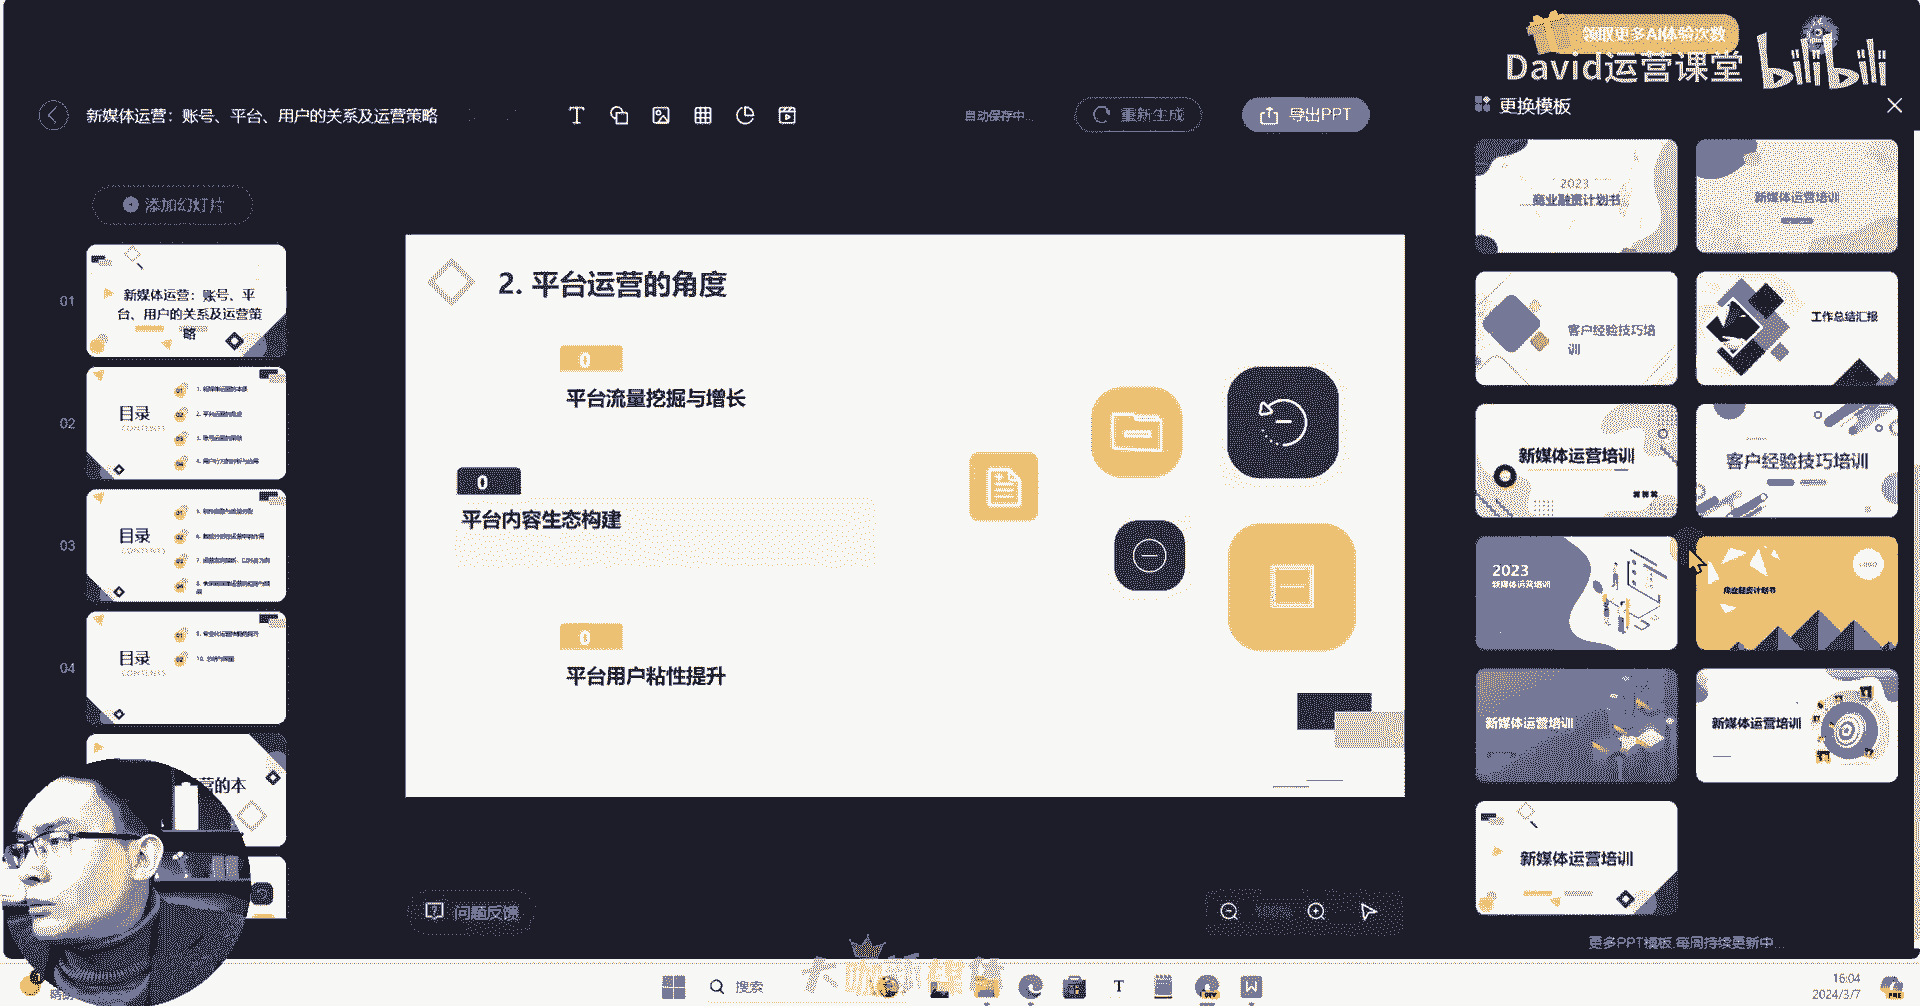 领取更多AI体验次数
David运营课堂
bilibili
新媒体运营：账号、平台、用户的关系及运营策略
自动保存中...
重新生成
导出PPT
更换模板
添加幻灯片
01
新媒体运营：账号、平
台、用户的关系及运营策
略
02
目录
CONTENTS
03
目录
CONTENTS
04
目录
CONTENTS
营的本
2. 平台运营的角度
0
平台流量挖掘与增长
0
平台内容生态构建
0
平台用户粘性提升
2023
商业融资计划书
新媒体运营培训
客户经验技巧培
训
工作总结汇报
新媒体运营培训
客户经验技巧培训
2023
新媒体运营培训
商业融资计划书
LOGO
新媒体运营培训
新媒体运营培训
新媒体运营培训
更多PPT模板,每周持续更新中...
问题反馈
100%
大咖新媒体
搜索
16:04
2024/3/7